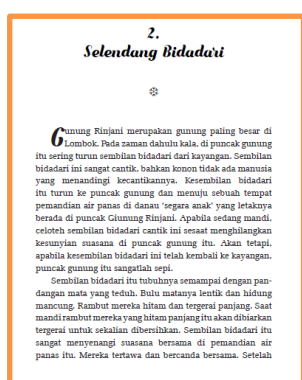 2.
Selendang Bidadari
Gunung Rinjani merupakan gunung paling besar di
Lombok. Pada zaman dahulu kala, di puncak gunung
itu sering turun sembilan bidadari dari kayangan. Sembilan
bidadari ini sangat cantik, bahkan konon tidak ada manusia
yang menandingi kecantikannya. Kesembilan bidadari
itu turun ke puncak gunung dan menuju sebuah tempat
pemandian air panas di danau ‘segara anak’ yang letaknya
berada di puncak Giunung Rinjani. Apabila sedang mandi,
celoteh sembilan bidadari cantik ini sesaat menghilangkan
kesunyian suasana di puncak gunung itu. Akan tetapi,
apabila kesembilan bidadari ini telah kembali ke kayangan,
puncak gunung itu sangatlah sepi.
Sembilan bidadari itu tubuhnya semampai dengan pan-
dangan mata yang teduh. Bulu matanya lentik dan hidung
mancung. Rambut mereka hitam dan tergerai panjang. Saat
mandi rambut mereka yang hitam panjang itu akan dibiarkan
tergerai untuk sekalian dibersihkan. Sembilan bidadari itu
sangat menyenangi suasana bersama di pemandian air
panas itu. Mereka tertawa dan bercanda bersama. Setelah